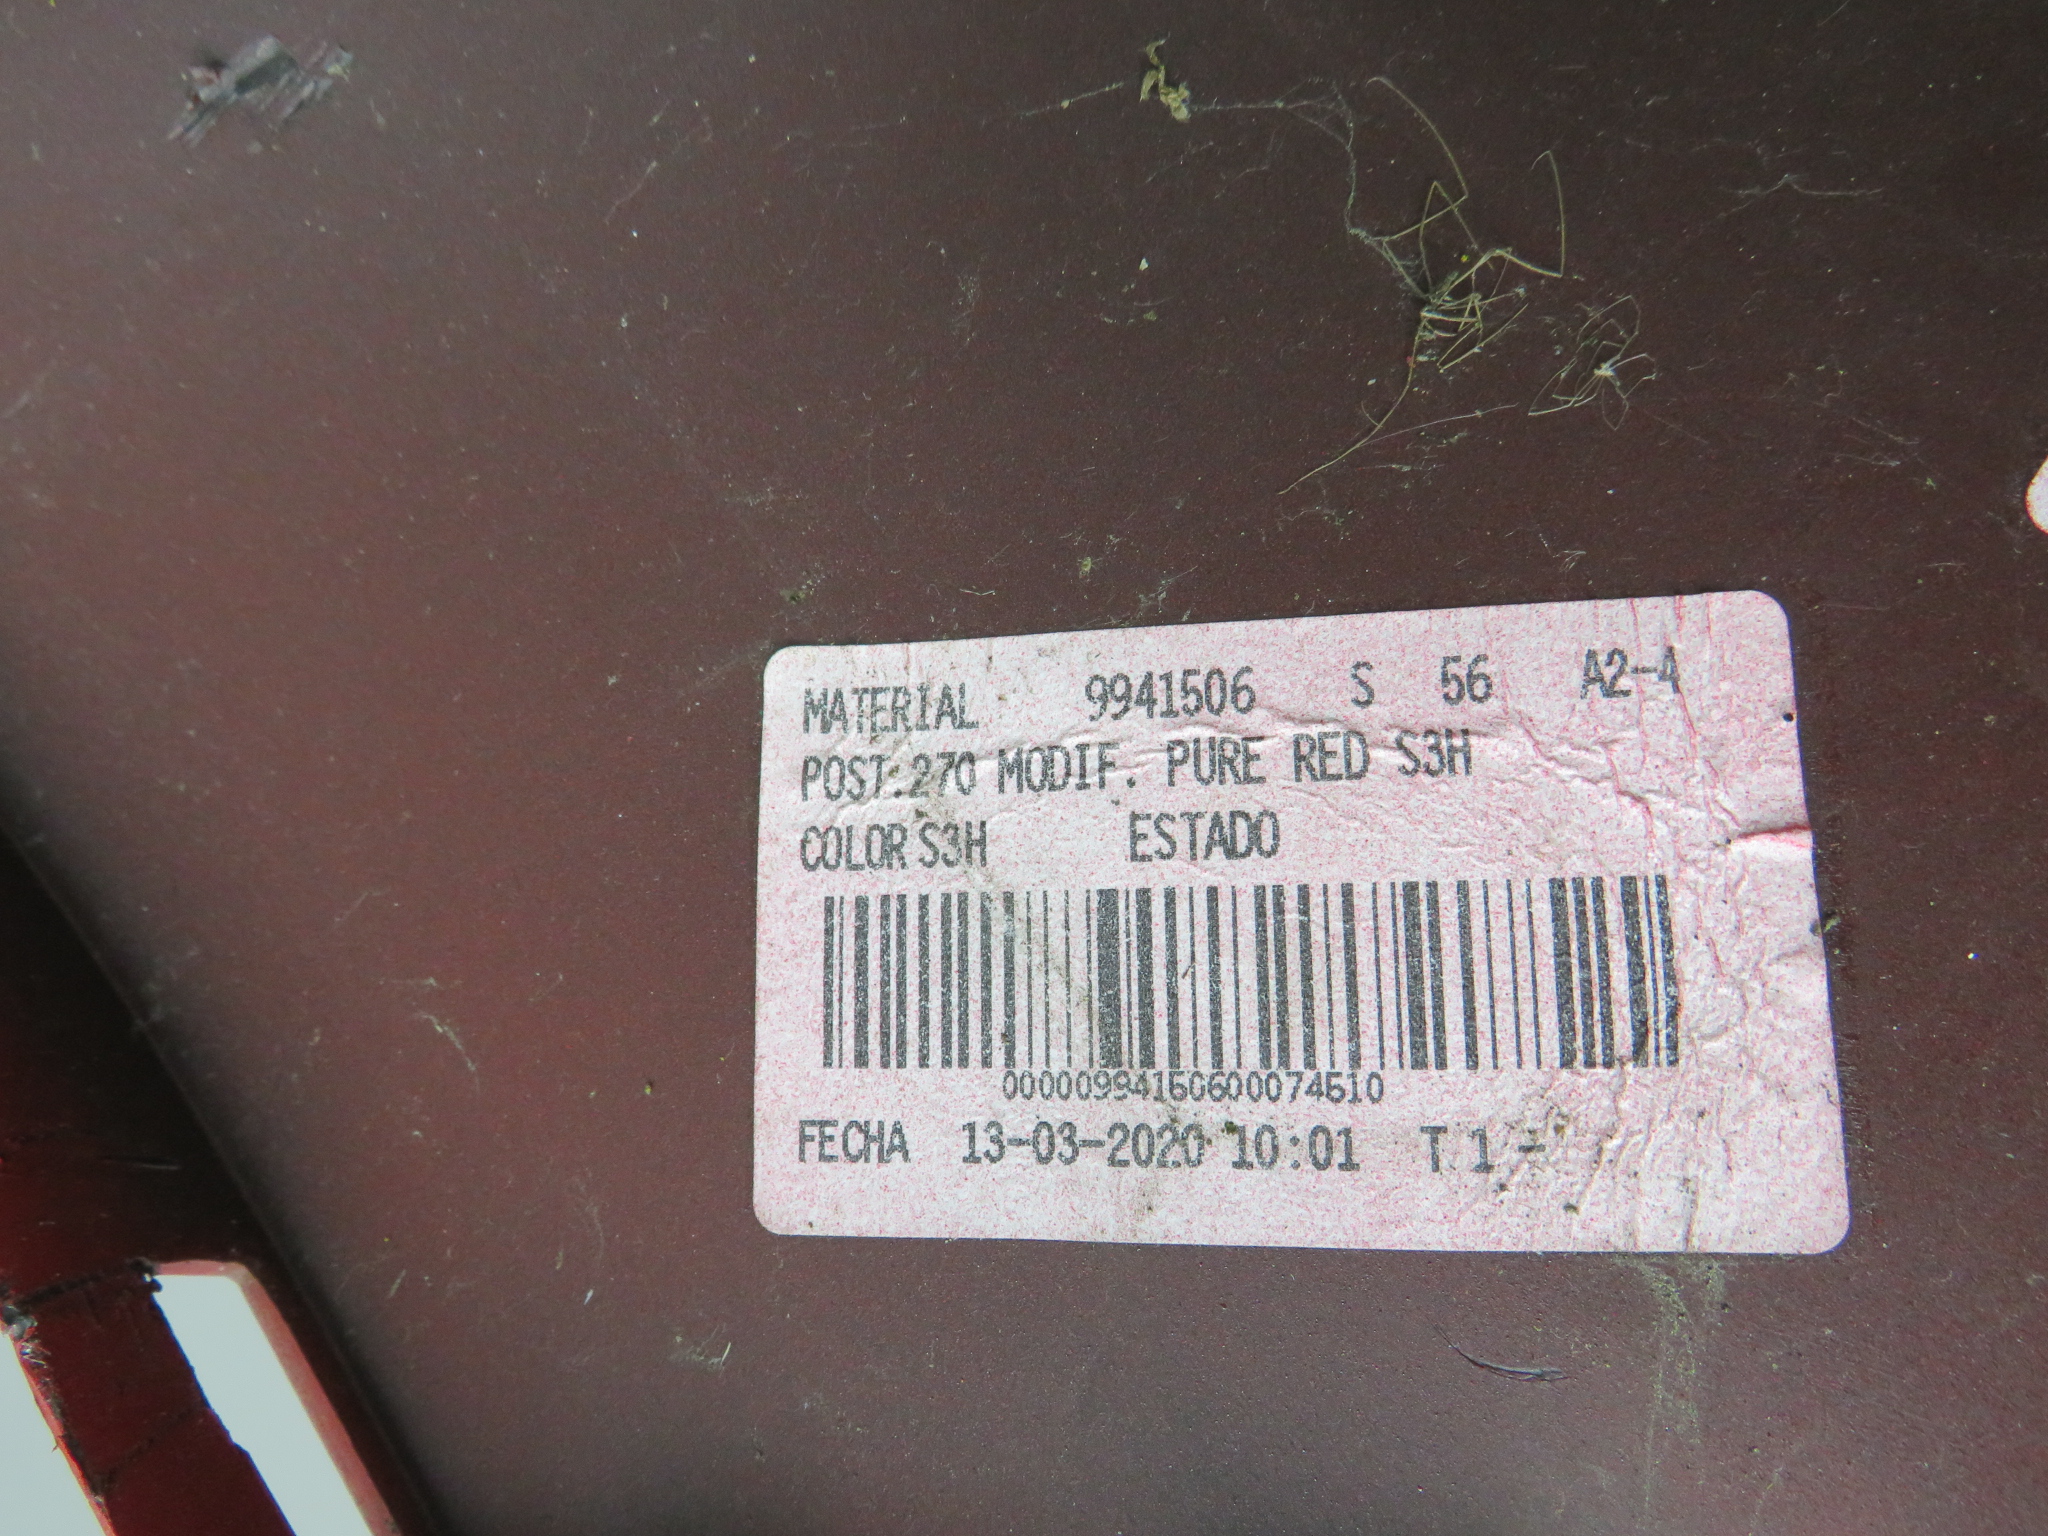 MATERIAL 9941506 S 56 A2-4
POST.270 MODIF. PURE RED S3H
COLOR S3H ESTADO
00000994150600074510
FECHA 13-03-2020 10:01 T 1 -